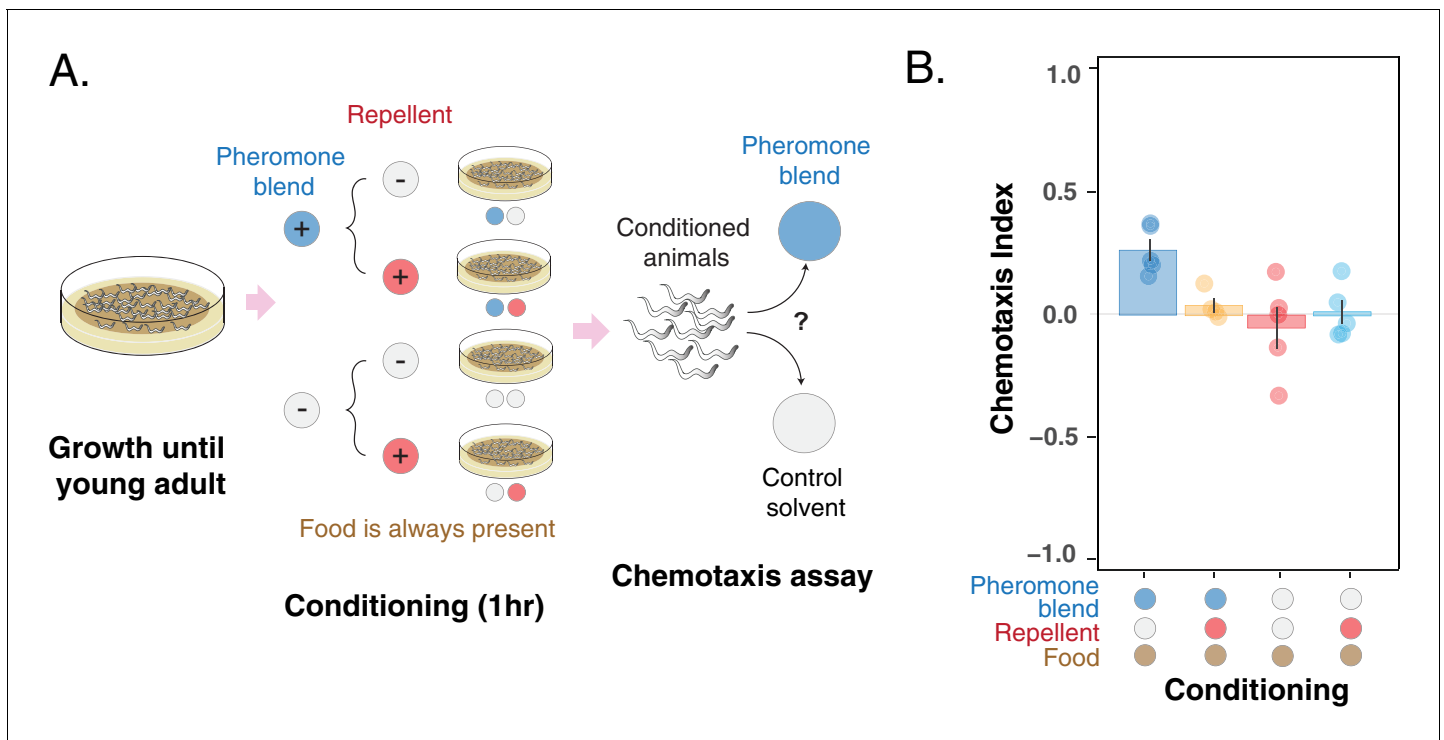 A.
Repellent
Pheromone
blend
-
+
+
-
-
+
Growth until
young adult
Food is always present
Conditioning (1hr)
Pheromone
blend
Conditioned
animals
?
Control
solvent
Chemotaxis assay
B.
Chemotaxis Index
1.0
0.5
0.0
−0.5
−1.0
Pheromone
blend
Repellent
Food
Conditioning